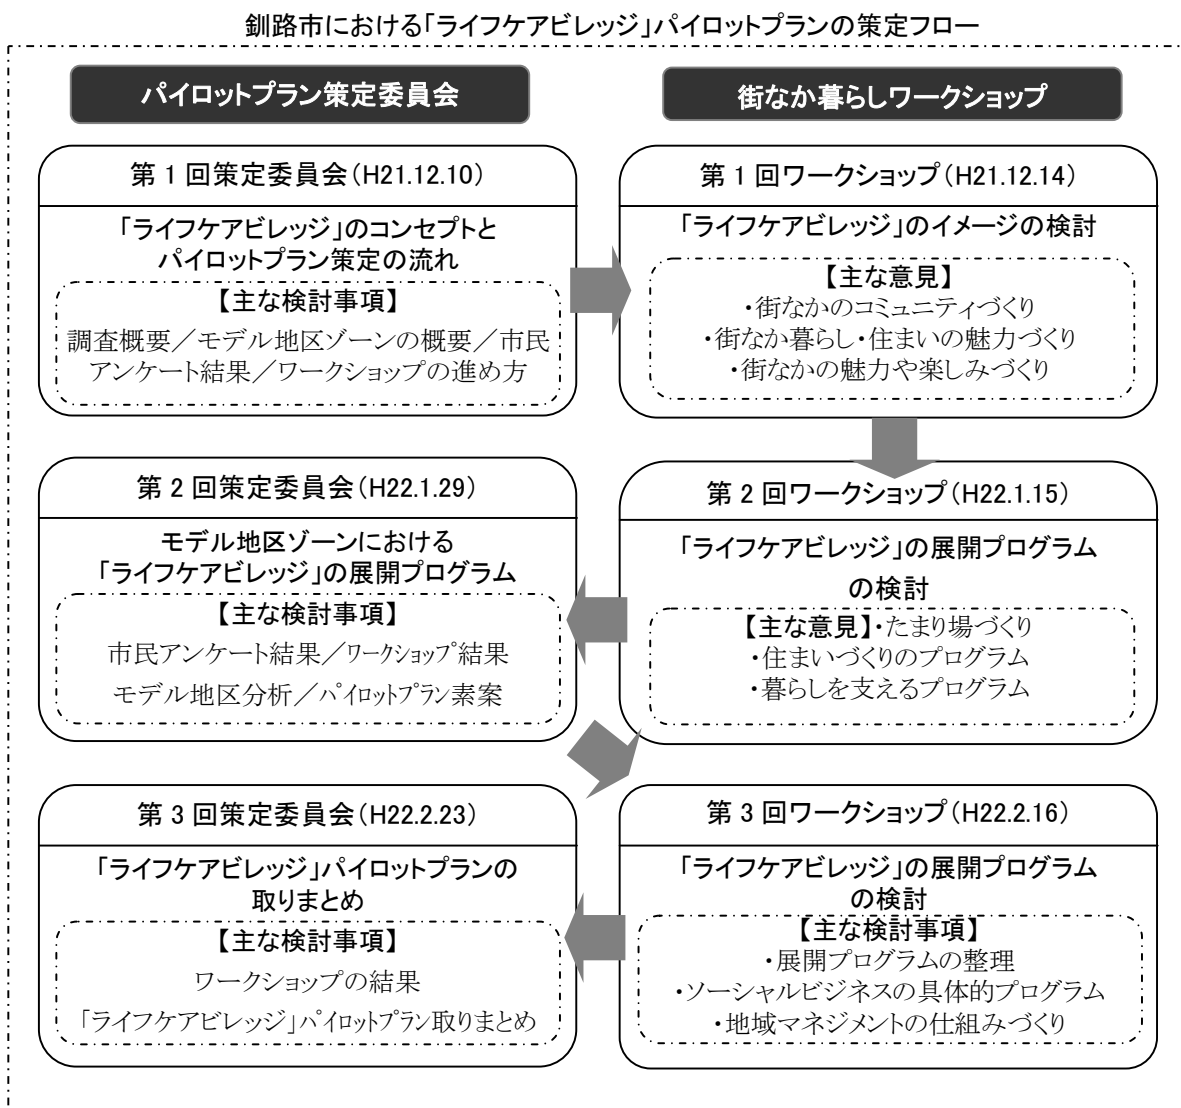 釧路市における「ライフケアビレッジ」パイロットプランの策定フロー
パイロットプラン策定委員会
街なか暮らしワークショップ
第 1 回策定委員会（H21.12.10）
「ライフケアビレッジ」のコンセプトと
パイロットプラン策定の流れ
【主な検討事項】
調査概要／モデル地区ゾーンの概要／市民
アンケート結果／ワークショップの進め方
第 1 回ワークショップ（H21.12.14）
「ライフケアビレッジ」のイメージの検討
【主な意見】
・街なかのコミュニティづくり
・街なか暮らし・住まいの魅力づくり
・街なかの魅力や楽しみづくり
第 2 回策定委員会（H22.1.29）
モデル地区ゾーンにおける
「ライフケアビレッジ」の展開プログラム
【主な検討事項】
市民アンケート結果／ワークショップ結果
モデル地区分析／パイロットプラン素案
第 2 回ワークショップ（H22.1.15）
「ライフケアビレッジ」の展開プログラム
の検討
【主な意見】・たまり場づくり
・住まいづくりのプログラム
・暮らしを支えるプログラム
第 3 回策定委員会（H22.2.23）
「ライフケアビレッジ」パイロットプランの
取りまとめ
【主な検討事項】
ワークショップの結果
「ライフケアビレッジ」パイロットプラン取りまとめ
第 3 回ワークショップ（H22.2.16）
「ライフケアビレッジ」の展開プログラム
の検討
【主な検討事項】
・展開プログラムの整理
・ソーシャルビジネスの具体的プログラム
・地域マネジメントの仕組みづくり